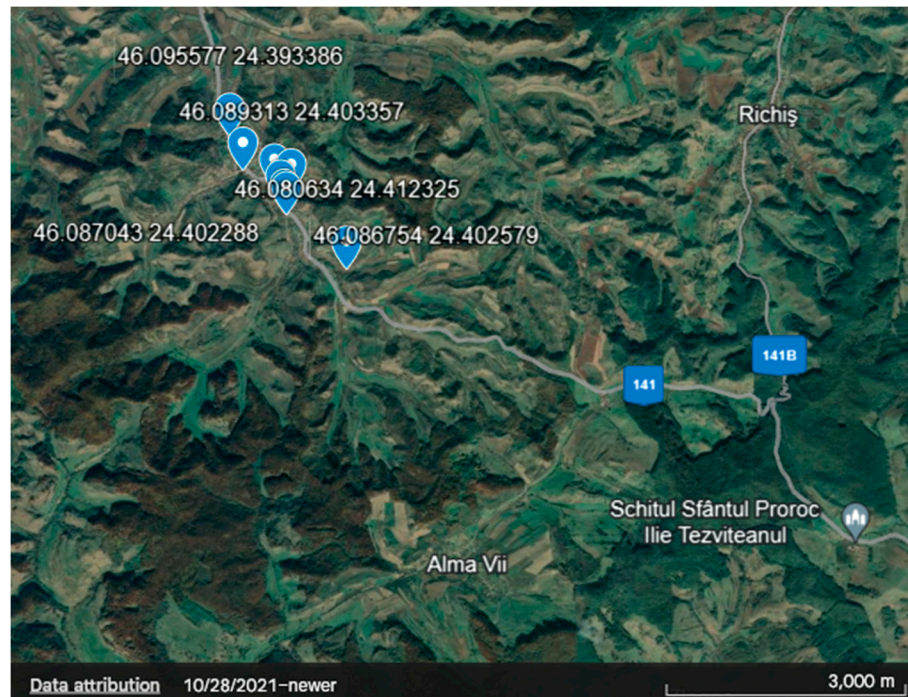 46.095577 24.393386
46.089313 24.403357
Richiş
46.080634 24.412325
46.087043 24.402288
46.086754 24.402579
141B
141
Schitul Sfântul Proroc
Ilie Tezviteanul
Alma Vii
Data attribution 10/28/2021–newer
3,000 m